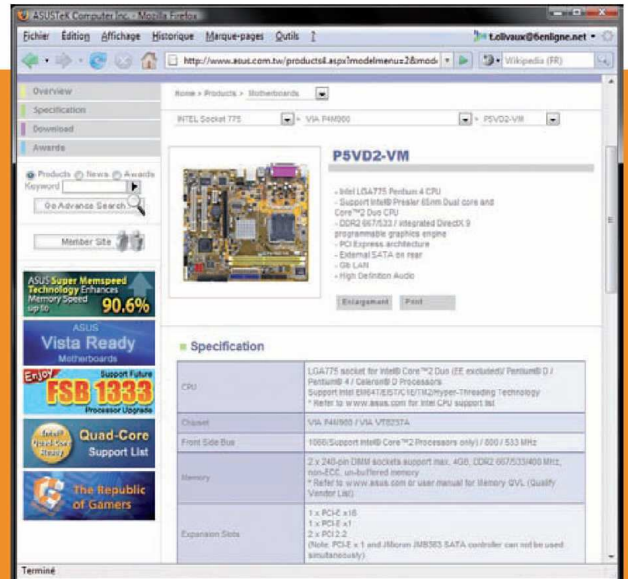 ASUSTeK Computer Inc. - Mozilla Firefox
Fichier Édition Affichage Historique Marque-pages Outils ?
t.olivaux@6enligne.net
http://www.asus.com.tw/products4.aspx?modelmenu=2&mode
Wikipedia (FR)
Overview
Specification
Download
Awards
Products News Awards
Keyword
Go Advance Search
Member Site
ASUS Super Memspeed
Technology Enhances
Memory Speed
up to 90.6%
ASUS
Vista Ready
Motherboards
Enjoy Support Future
FSB 1333
Processor Upgrade
Intel®
Quad-Core
Ready
Quad-Core
Support List
The Republic
of Gamers
Home > Products > Motherboards
INTEL Socket 775 > VIA P4M900 > P5VD2-VM
P5VD2-VM
- Intel LGA775 Pentium 4 CPU
- Support Intel® Presler 65nm Dual core and
Core™2 Duo CPU
- DDR2 667/533 / integrated DirectX 9
programmable graphics engine
- PCI Express architecture
- External SATA on rear
- Gb LAN
- High Definition Audio
Enlargement Print
Specification
CPU
LGA775 socket for Intel® Core™2 Duo (EE excluded)/ Pentium® D /
Pentium® 4 / Celeron® D Processors
Support Intel EM64T/EIST/C1E/TM2/Hyper-Threading Technology
* Refer to www.asus.com for Intel CPU support list
Chipset
VIA P4M900 / VIA VT8237A
Front Side Bus
1066(Support Intel® Core™2 Processors only) / 800 / 533 MHz
Memory
2 x 240-pin DIMM sockets support max. 4GB, DDR2 667/533/400 MHz,
non-ECC, un-buffered memory
* Refer to www.asus.com or user manual for Memory QVL (Qualify
Vendor List)
Expansion Slots
1 x PCI-E x16
1 x PCI-E x1
2 x PCI 2.2
(Note: PCI-E x 1 and JMicron JMB363 SATA controller can not be used
simultaneously)
Terminé